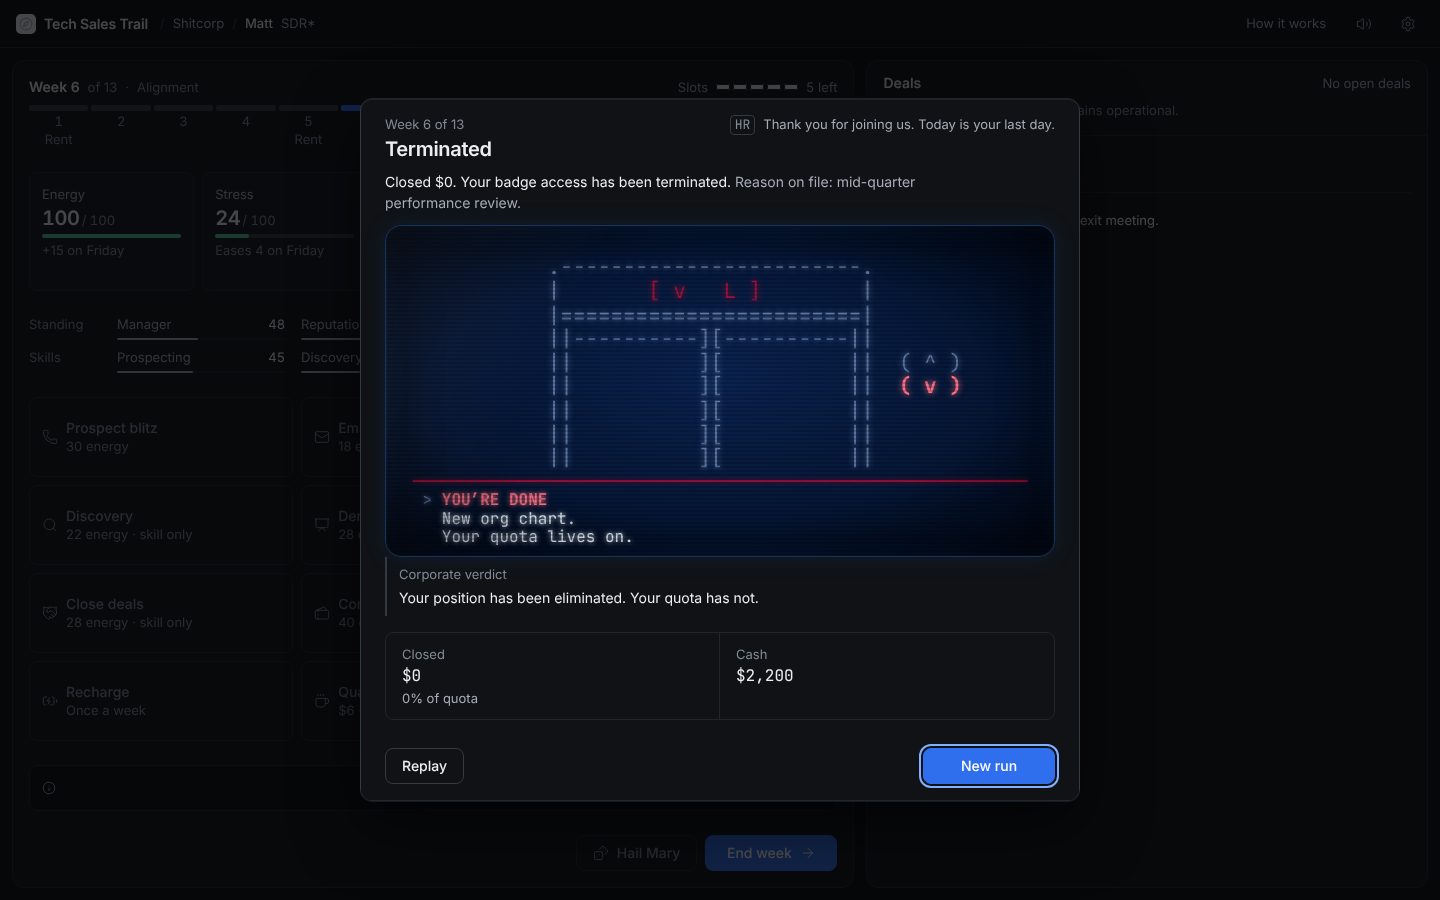 Tech Sales Trail / Shitcorp / Matt SDR*
How it works
Week 6 of 13 · Alignment
Slots 5 left
1 2 3 4 5
Rent Rent
Energy
100 / 100
+15 on Friday
Stress
24 / 100
Eases 4 on Friday
Standing Manager 48
Skills Prospecting 45
Discovery
Prospect blitz
30 energy
Discovery
22 energy · skill only
Close deals
28 energy · skill only
Recharge
Once a week
Hail Mary
End week
Week 6 of 13
HR Thank you for joining us. Today is your last day.
Terminated
Closed $0. Your badge access has been terminated. Reason on file: mid-quarter
performance review.
.------------------------.
| [ v L ] |
|========================|
||----------][----------||
|| ][ || ( ^ )
|| ][ || ( v )
|| ][ ||
|| ][ ||
|| ][ ||
> YOU'RE DONE
New org chart.
Your quota lives on.
Corporate verdict
Your position has been eliminated. Your quota has not.
Closed
$0
0% of quota
Cash
$2,200
Replay
New run
Deals
No open deals
operational.
exit meeting.